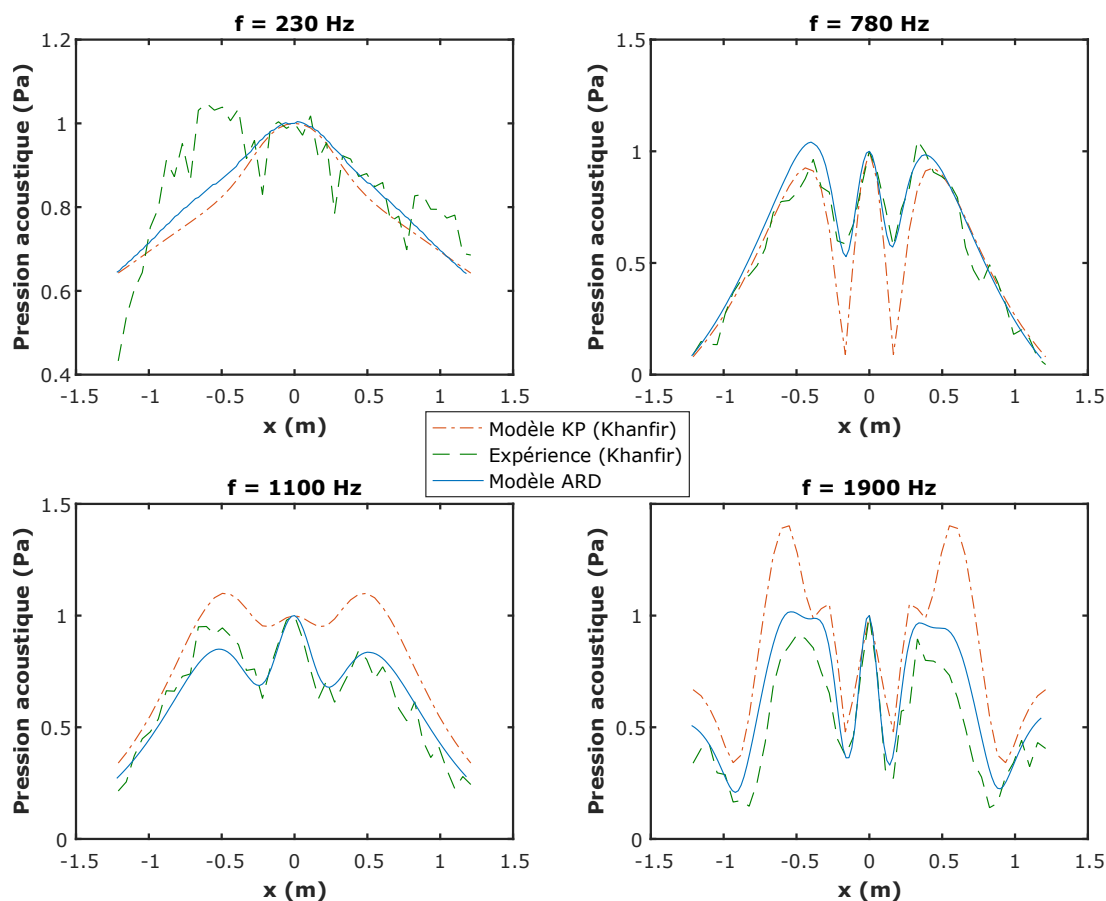 f = 230 Hz
Pression acoustique (Pa)
1.2
1
0.8
0.6
0.4
-1.5 -1 -0.5 0 0.5 1 1.5
x (m)
f = 780 Hz
Pression acoustique (Pa)
1.5
1
0.5
0
-1.5 -1 -0.5 0 0.5 1 1.5
x (m)
Modèle KP (Khanfir)
Expérience (Khanfir)
Modèle ARD
f = 1100 Hz
Pression acoustique (Pa)
1.5
1
0.5
0
-1.5 -1 -0.5 0 0.5 1 1.5
x (m)
f = 1900 Hz
Pression acoustique (Pa)
1.5
1
0.5
0
-1.5 -1 -0.5 0 0.5 1 1.5
x (m)